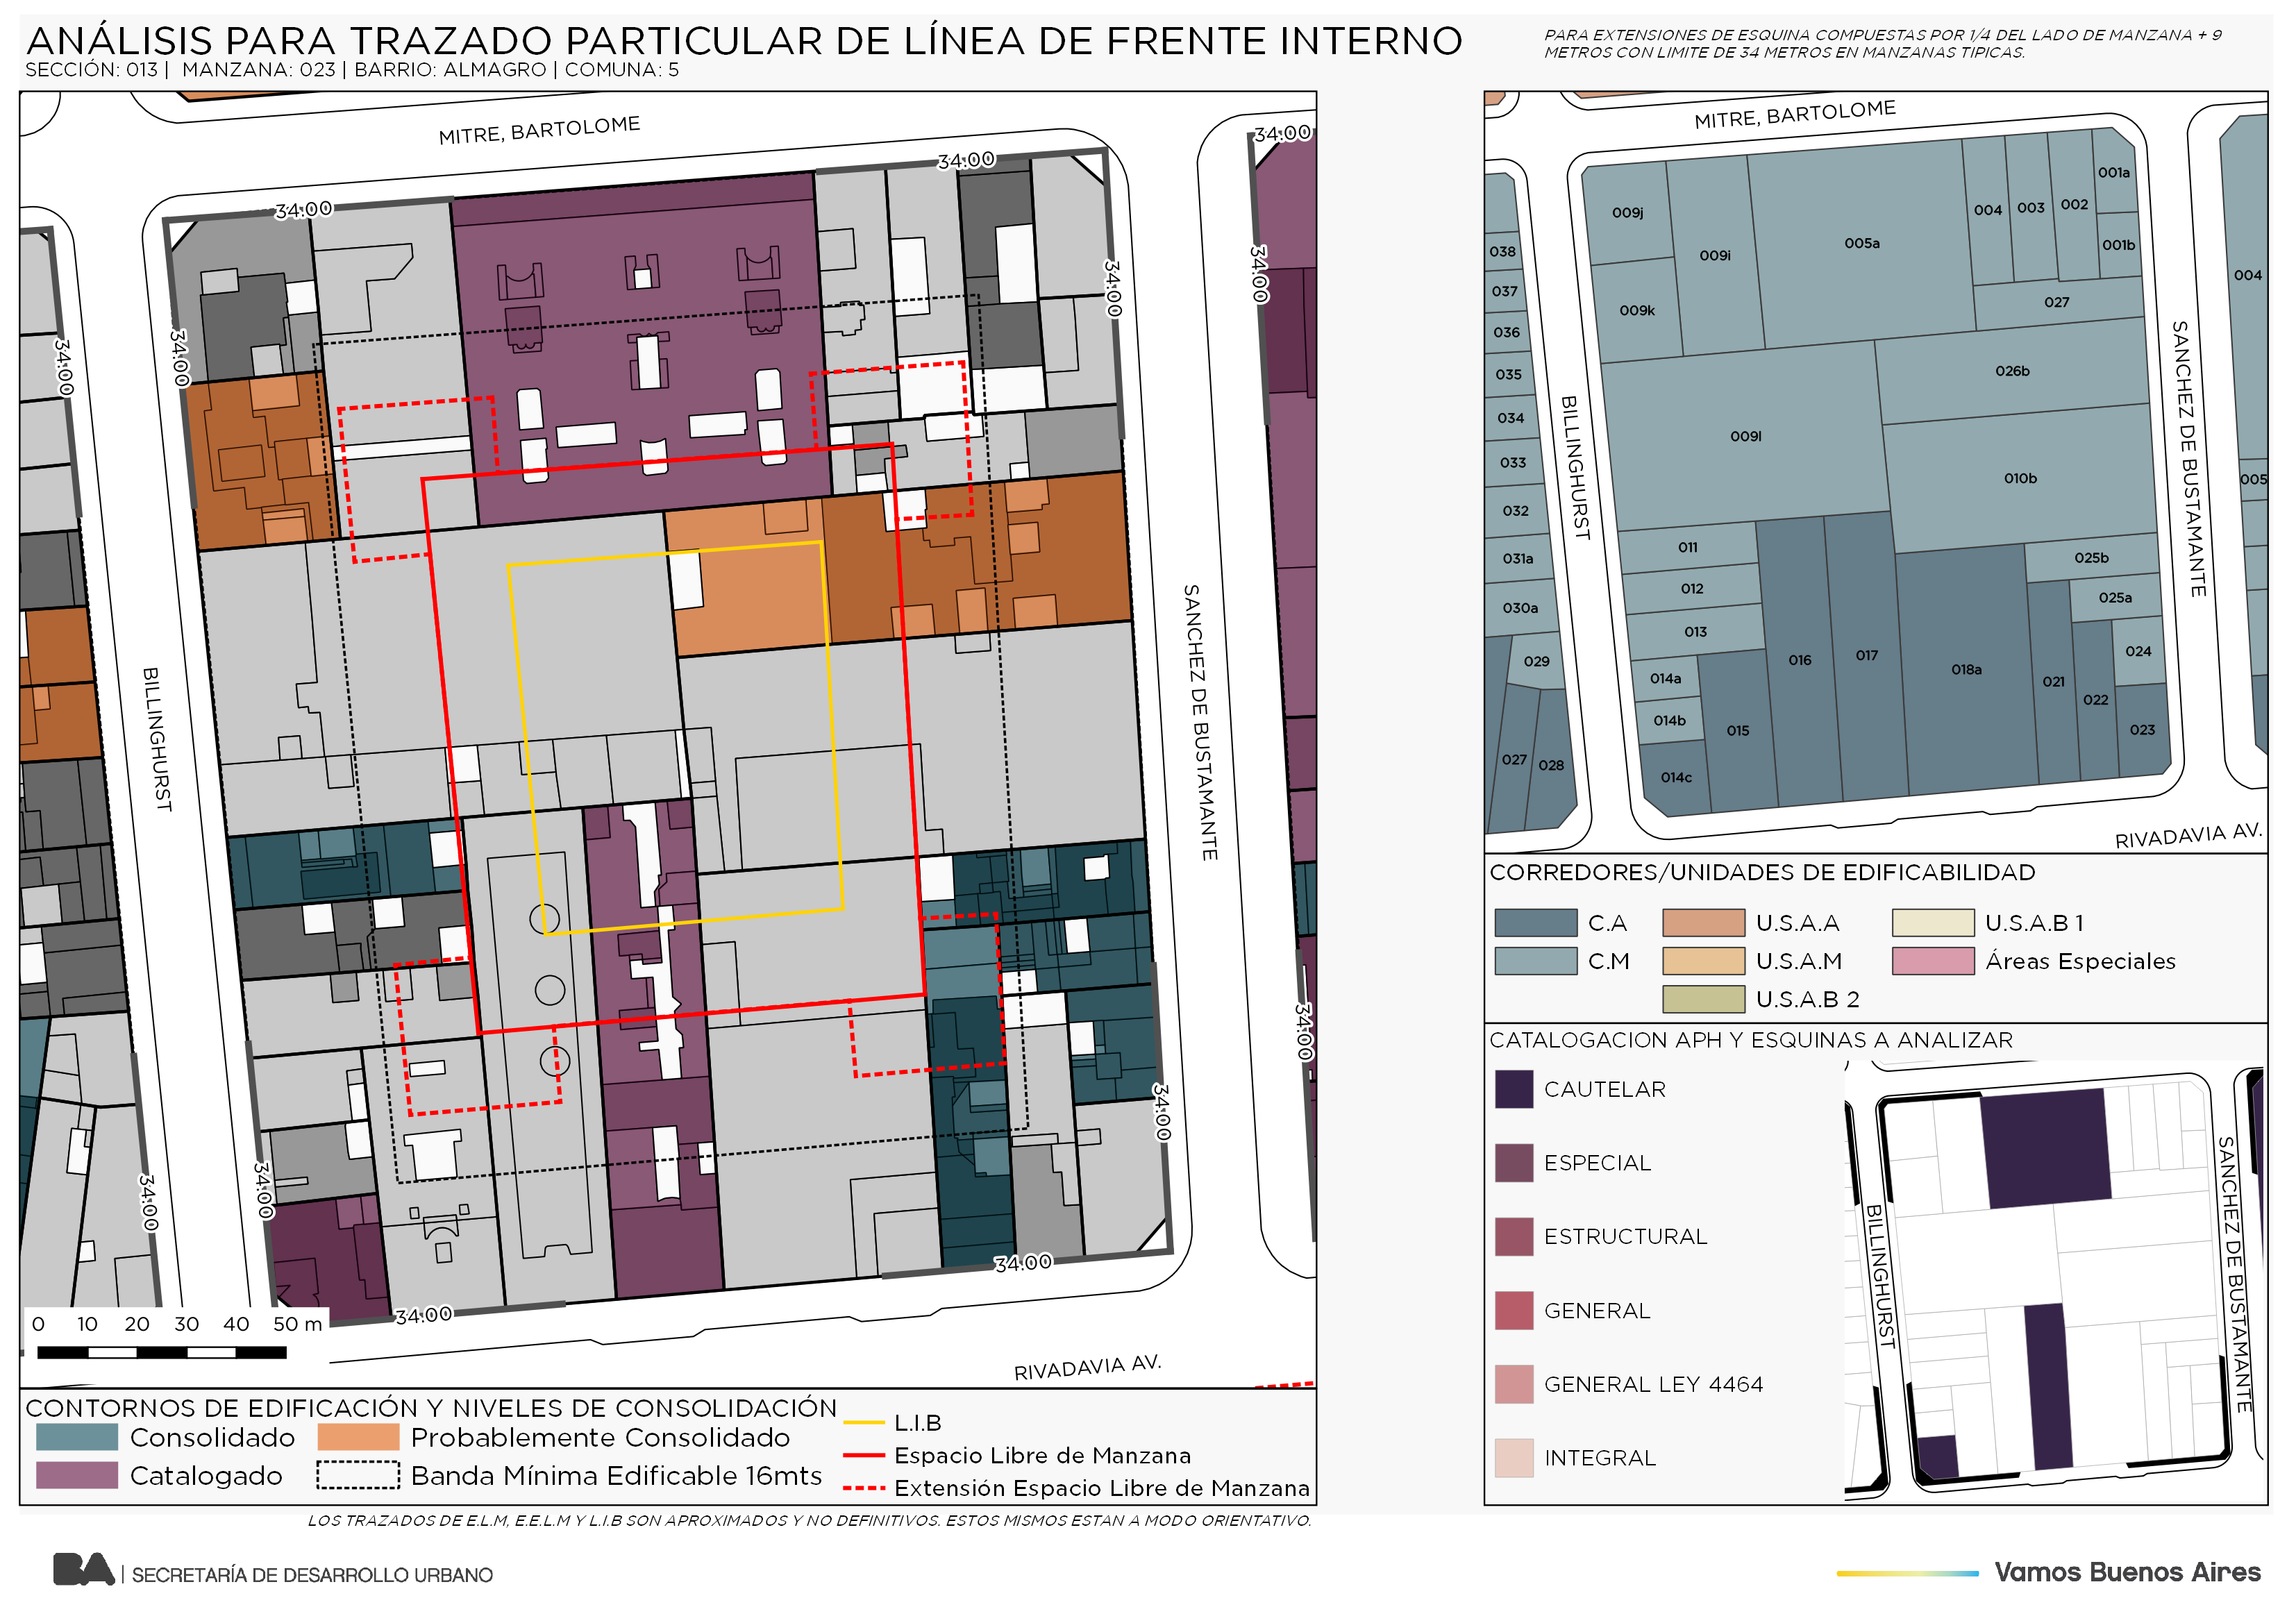 ANÁLISIS PARA TRAZADO PARTICULAR DE LÍNEA DE FRENTE INTERNO
SECCIÓN: 013 | MANZANA: 023 | BARRIO: ALMAGRO | COMUNA: 5
PARA EXTENSIONES DE ESQUINA COMPUESTAS POR 1/4 DEL LADO DE MANZANA + 9
METROS CON LIMITE DE 34 METROS EN MANZANAS TIPICAS.
MITRE, BARTOLOME
34.00
34.00
34.00
34.00
34.00
34.00
34.00
BILLINGHURST
SANCHEZ DE BUSTAMANTE
34.00
34.00
34.00
34.00
34.00
34.00
RIVADAVIA AV.
0 10 20 30 40 50 m
CONTORNOS DE EDIFICACIÓN Y NIVELES DE CONSOLIDACIÓN
Consolidado
Probablemente Consolidado
Catalogado
Banda Mínima Edificable 16mts
L.I.B
Espacio Libre de Manzana
Extensión Espacio Libre de Manzana
LOS TRAZADOS DE E.L.M, E.E.L.M Y L.I.B SON APROXIMADOS Y NO DEFINITIVOS. ESTOS MISMOS ESTAN A MODO ORIENTATIVO.
MITRE, BARTOLOME
BILLINGHURST
SANCHEZ DE BUSTAMANTE
RIVADAVIA AV.
009j
009i
005a
004
003
002
001a
001b
027
009k
026b
009l
010b
011
012
013
014a
014b
014c
015
016
017
018a
025b
025a
021
022
024
023
038
037
036
035
034
033
032
031a
030a
029
027
028
004
005
CORREDORES/UNIDADES DE EDIFICABILIDAD
C.A
U.S.A.A
U.S.A.B 1
C.M
U.S.A.M
Áreas Especiales
U.S.A.B 2
CATALOGACION APH Y ESQUINAS A ANALIZAR
CAUTELAR
ESPECIAL
ESTRUCTURAL
GENERAL
GENERAL LEY 4464
INTEGRAL
BILLINGHURST
SANCHEZ DE BUSTAMANTE
BA | SECRETARÍA DE DESARROLLO URBANO
Vamos Buenos Aires